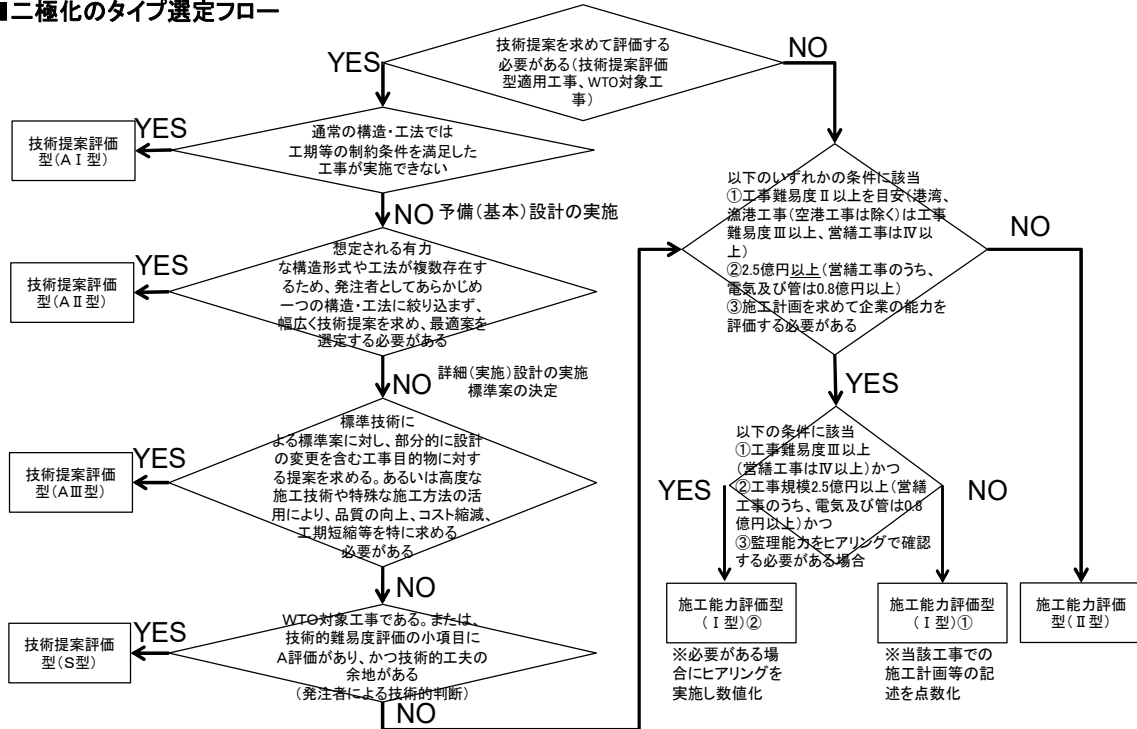 ■二極化のタイプ選定フロー
技術提案を求めて評価する
必要がある(技術提案評価
型適用工事、WTO対象工
事)
YES
NO
通常の構造・工法では
工期等の制約条件を満足した
工事が実施できない
YES
技術提案評価
型(AⅠ型)
NO 予備(基本)設計の実施
想定される有力
な構造形式や工法が複数存在す
るため、発注者としてあらかじめ
一つの構造・工法に絞り込まず、
幅広く技術提案を求め、最適案を
選定する必要がある
YES
技術提案評価
型(AⅡ型)
NO
詳細(実施)設計の実施
標準案の決定
標準技術に
よる標準案に対し、部分的に設計
の変更を含む工事目的物に対す
る提案を求める。あるいは高度な
施工技術や特殊な施工方法の活
用により、品質の向上、コスト縮減、
工期短縮等を特に求める
必要がある
YES
技術提案評価
型(AⅢ型)
NO
WTO対象工事である。または、
技術的難易度評価の小項目に
A評価があり、かつ技術的工夫の
余地がある
(発注者による技術的判断)
YES
技術提案評価
型(S型)
NO
以下のいずれかの条件に該当
①工事難易度Ⅱ以上を目安(港湾、
漁港工事(空港工事は除く)は工事
難易度Ⅲ以上、営繕工事はⅣ以
上)
②2.5億円以上(営繕工事のうち、
電気及び管は0.8億円以上)
③施工計画を求めて企業の能力を
評価する必要がある
NO
YES
以下の条件に該当
①工事難易度Ⅲ以上
(営繕工事はⅣ以上)かつ
②工事規模2.5億円以上(営繕
工事のうち、電気及び管は0.8
億円以上)かつ
③監理能力をヒアリングで確認
する必要がある場合
YES
NO
施工能力評価型
(Ⅰ型)②
※必要がある場
合にヒアリングを
実施し数値化
施工能力評価型
(Ⅰ型)①
※当該工事での
施工計画等の記
述を点数化
施工能力評価
型(Ⅱ型)